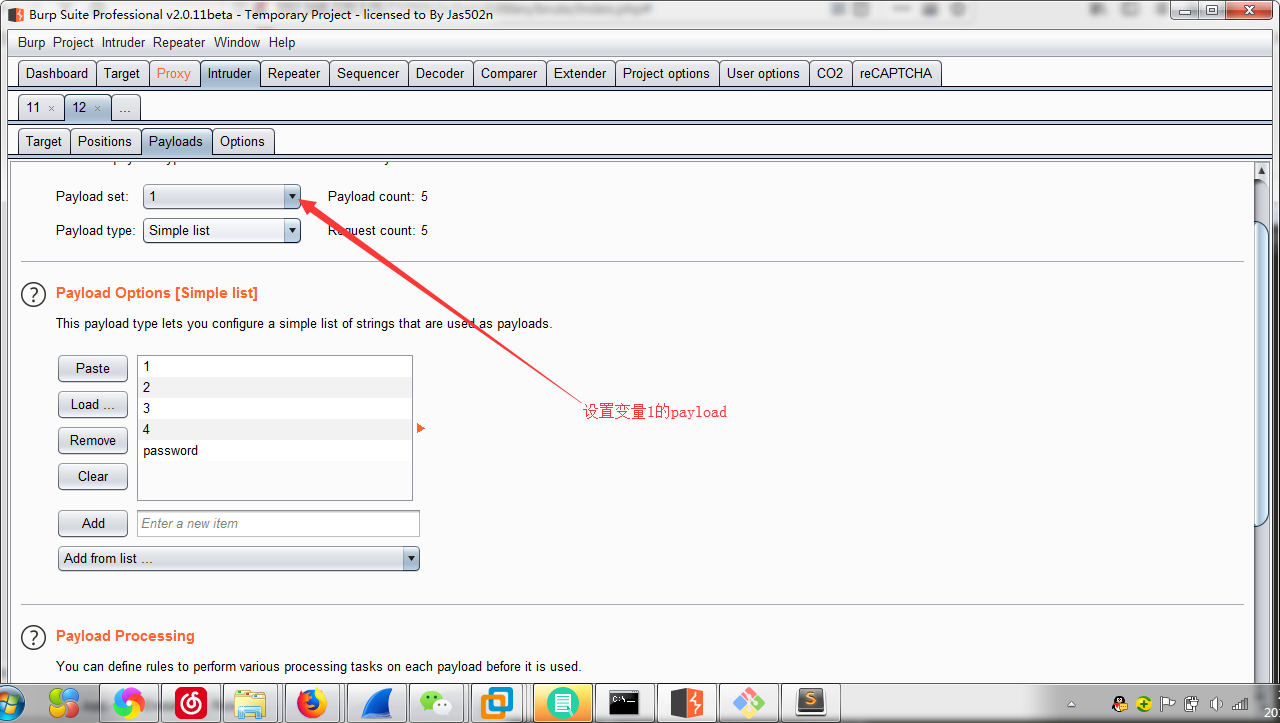 Burp Suite Professional v2.0.11beta - Temporary Project - licensed to By Jas502n
Burp Project Intruder Repeater Window Help
Dashboard Target Proxy Intruder Repeater Sequencer Decoder Comparer Extender Project options User options CO2 reCAPTCHA
11 × 12 × ...
Target Positions Payloads Options
Payload set: 1 Payload count: 5
Payload type: Simple list Request count: 5
? Payload Options [Simple list]
This payload type lets you configure a simple list of strings that are used as payloads.
Paste
Load ...
Remove
Clear
1
2
3
4
password
设置变量1的payload
Add Enter a new item
Add from list ...
? Payload Processing
You can define rules to perform various processing tasks on each payload before it is used.
C:\_
S